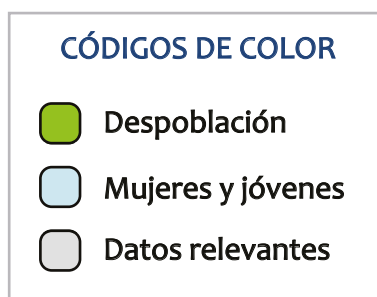 CÓDIGOS DE COLOR
Despoblación
Mujeres y jóvenes
Datos relevantes